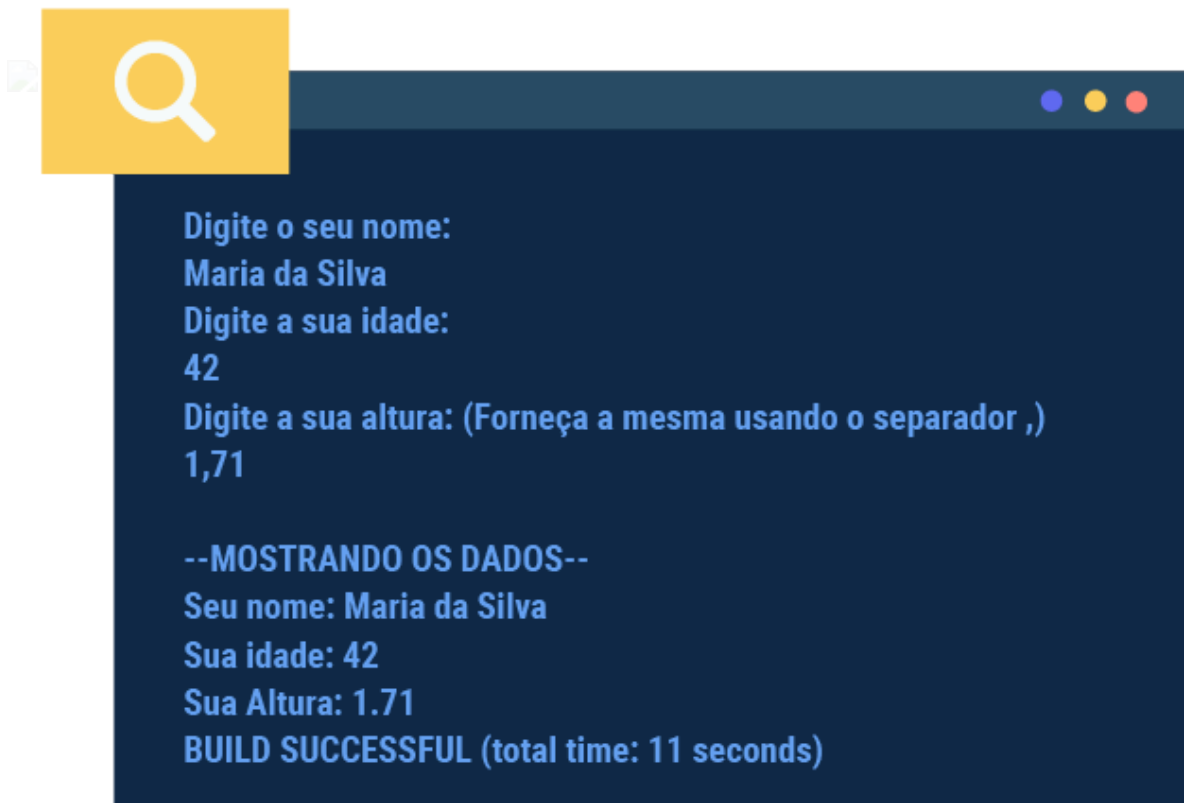 Digite o seu nome:
Maria da Silva
Digite a sua idade:
42
Digite a sua altura: (Forneça a mesma usando o separador ,)
1,71
--MOSTRANDO OS DADOS--
Seu nome: Maria da Silva
Sua idade: 42
Sua Altura: 1.71
BUILD SUCCESSFUL (total time: 11 seconds)